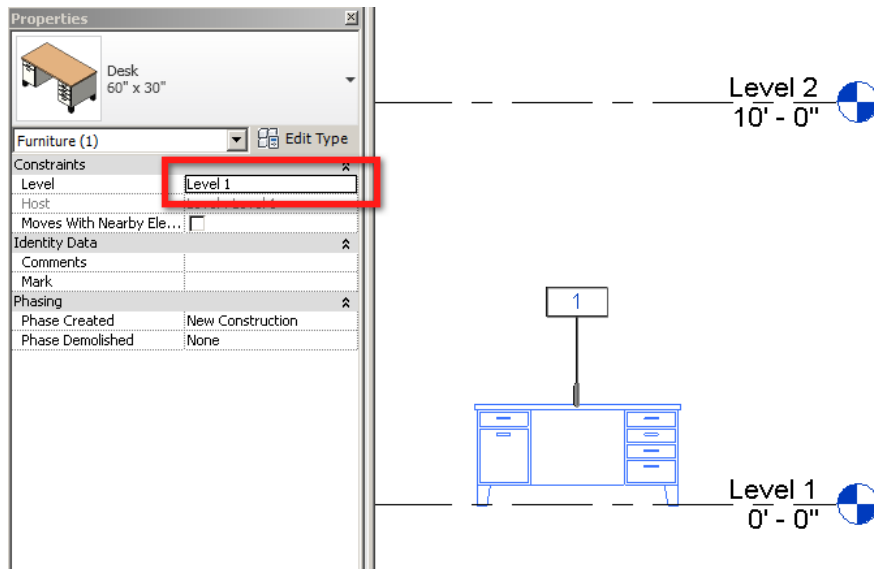 Properties
Desk
60" x 30"
Furniture (1)
Edit Type
Constraints
Level Level 1
Host
Moves With Nearby Ele...
Identity Data
Comments
Mark
Phasing
Phase Created New Construction
Phase Demolished None
Level 2
10' - 0"
1
Level 1
0' - 0"